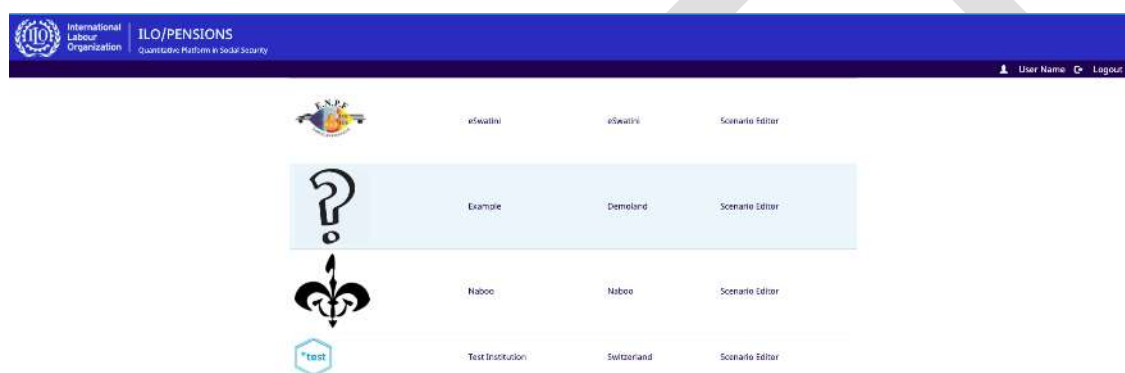 International
Labour
Organization
ILO/PENSIONS
Quantitative Platform in Social Security
User Name Logout
E.N.P.F
eSwatini eSwatini Scenario Editor
Example Demoland Scenario Editor
Naboo Naboo Scenario Editor
*test Test Institution Switzerland Scenario Editor